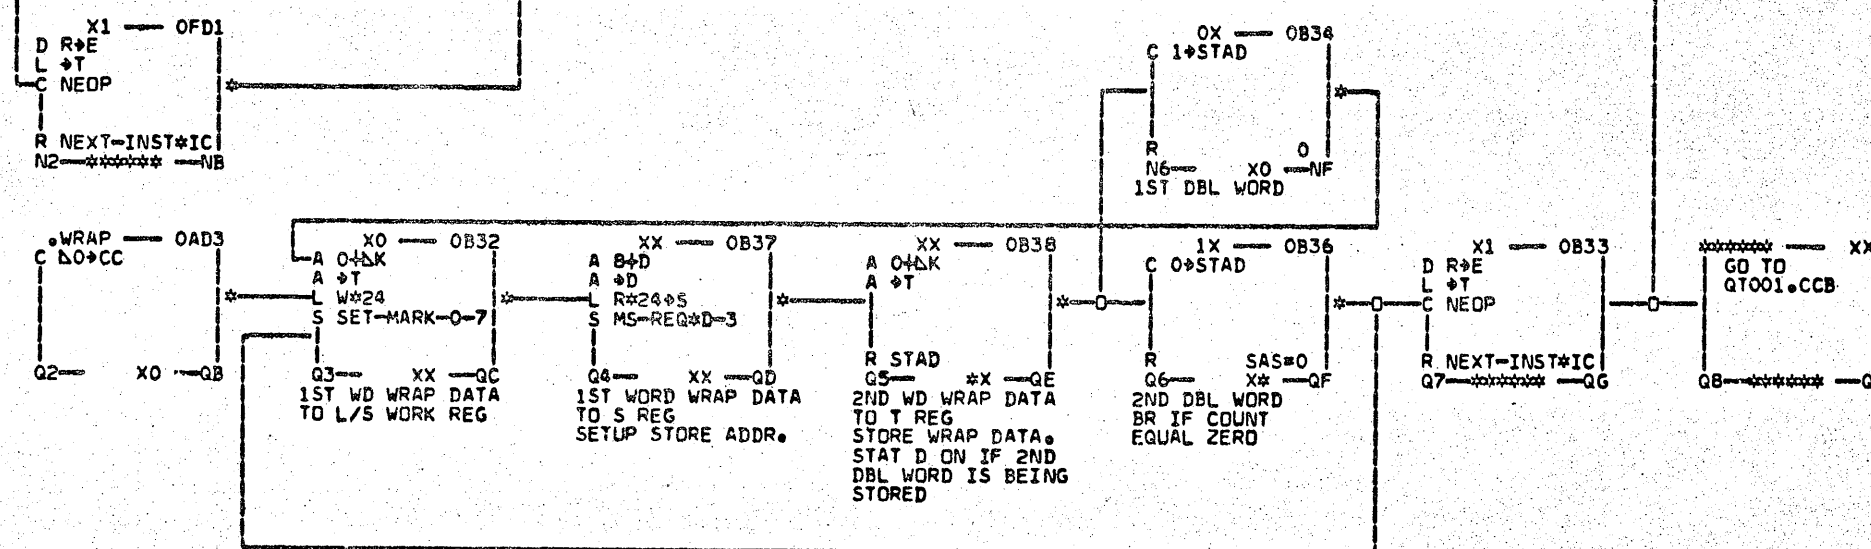 X1 — 0FD1
D R→E
L →T
C NEOP
*
R NEXT-INST*IC
N2—****** —NB
0X — 0B34
C 1→STAD
*
R 0
N6— X0 —NF
1ST DBL WORD
.WRAP — 0AD3
C Δ0→CC
*
Q2— X0 —QB
X0 — 0B32
A 0+ΔK
A →T
L W*24
S SET-MARK-0-7
*
Q3— XX —QC
1ST WD WRAP DATA
TO L/S WORK REG
XX — 0B37
A 8+D
A →D
L R*24→S
S MS-REQ*D-3
*
Q4— XX —QD
1ST WORD WRAP DATA
TO S REG
SETUP STORE ADDR.
XX — 0B38
A 0+ΔK
A →T
*
R STAD
Q5— *X —QE
2ND WD WRAP DATA
TO T REG
STORE WRAP DATA.
STAT D ON IF 2ND
DBL WORD IS BEING
STORED
1X — 0B36
C 0→STAD
*
R SAS=0
Q6— X* —QF
2ND DBL WORD
BR IF COUNT
EQUAL ZERO
X1 — 0B33
D R→E
L →T
C NEOP
R NEXT-INST*IC
Q7—****** —QG
****** — XX
GO TO
QT001.CCB
Q8—****** —Q